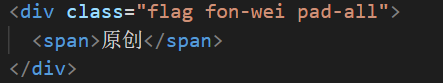 <div class="flag fon-wei pad-all">
<span>原创</span>
</div>